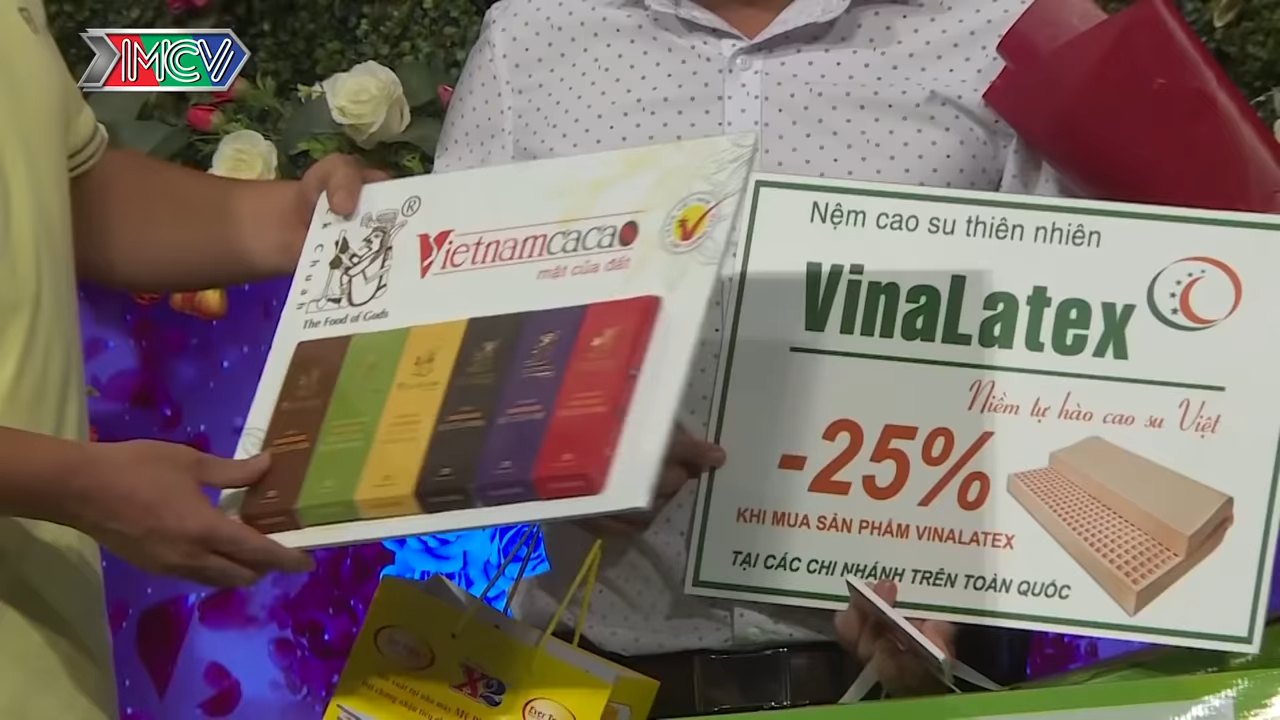 MCV
®
Vietnamcacao
mật của đất
The Food of Gods
Nệm cao su thiên nhiên
VinaLatex
Niềm tự hào cao su Việt
-25%
KHI MUA SẢN PHẨM VINALATEX
TẠI CÁC CHI NHÁNH TRÊN TOÀN QUỐC
X2